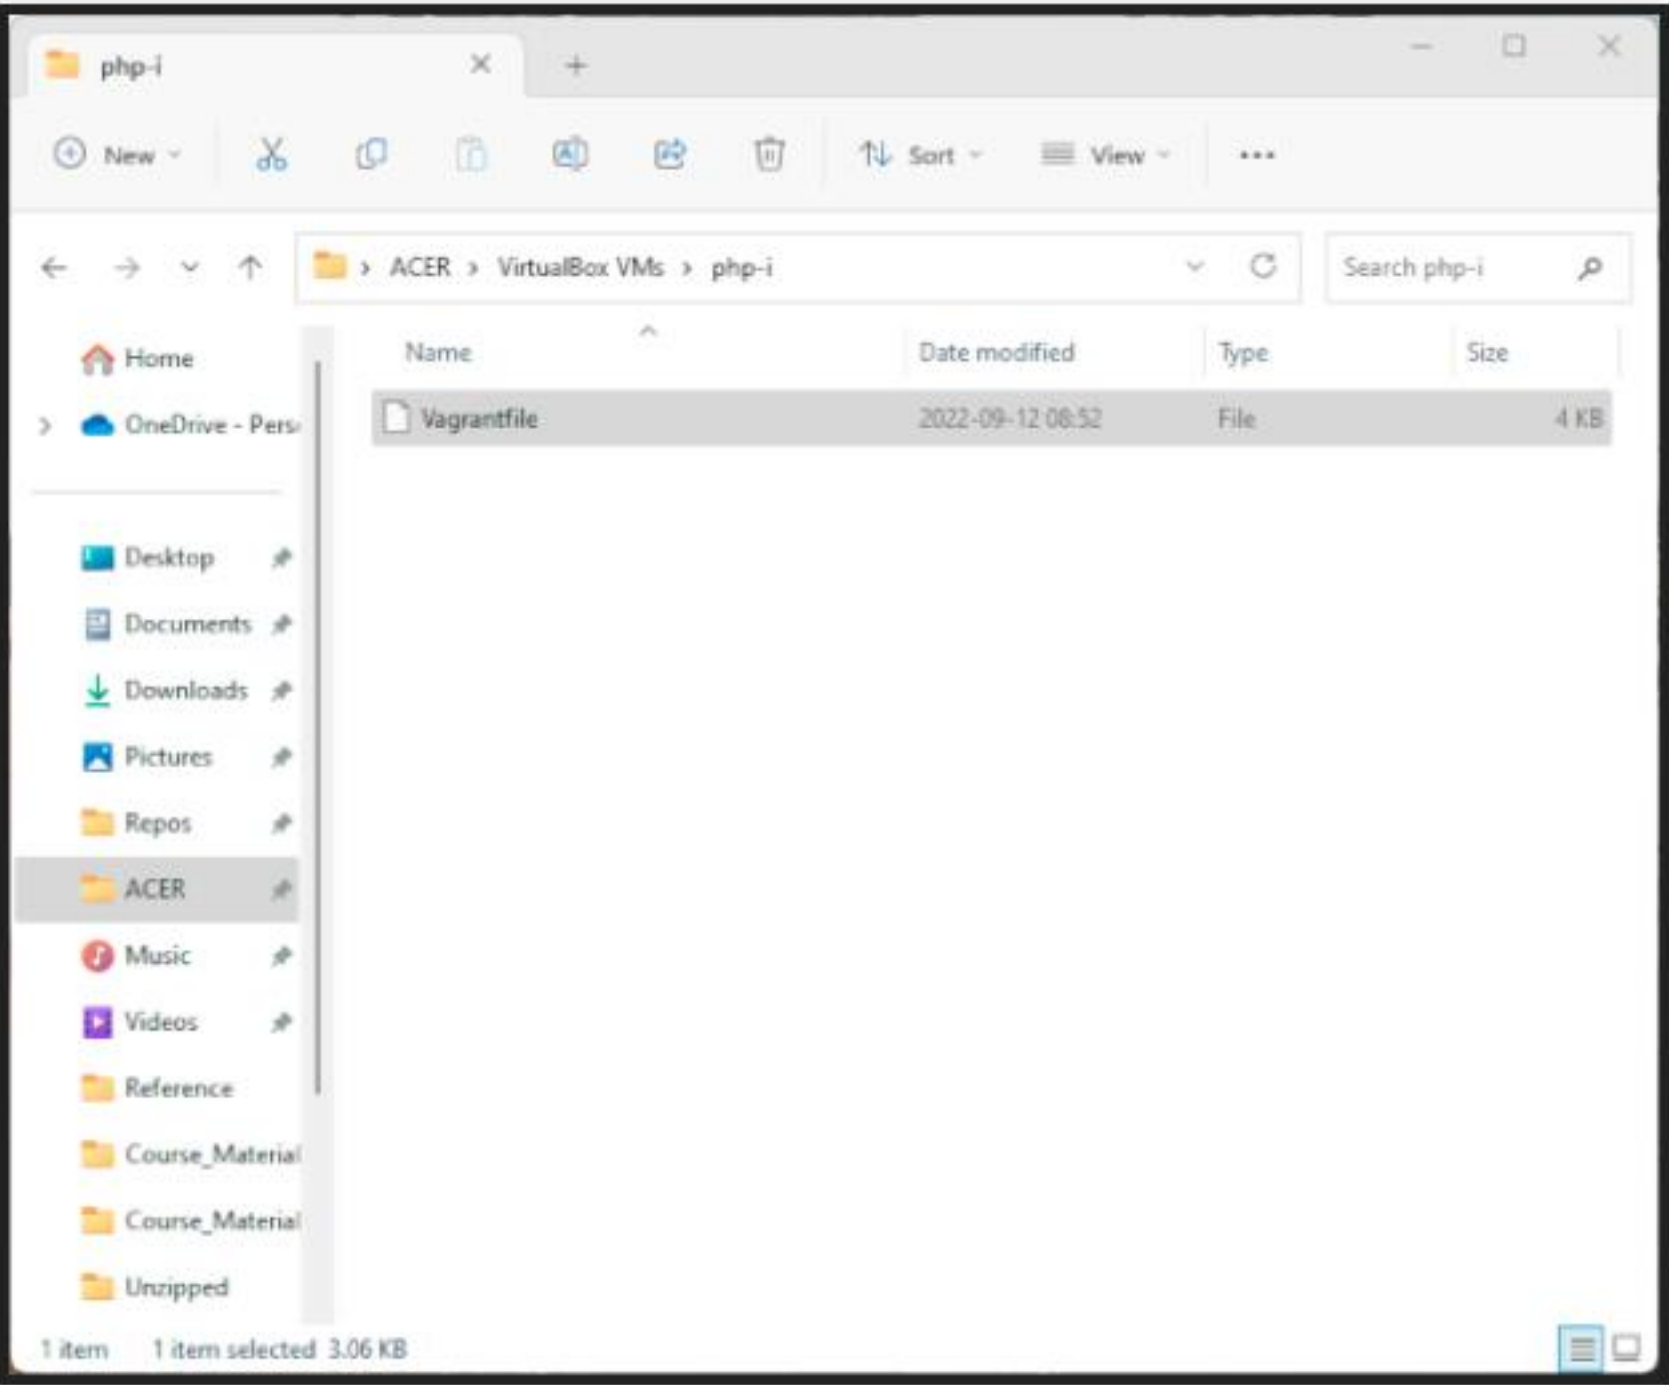 php-i
New Sort View
ACER > VirtualBox VMs > php-i Search php-i
Name Date modified Type Size
Vagrantfile 2022-09-12 08:52 File 4 KB
Home
OneDrive - Pers
Desktop
Documents
Downloads
Pictures
Repos
ACER
Music
Videos
Reference
Course_Material
Course_Material
Unzipped
1 item 1 item selected 3.06 KB